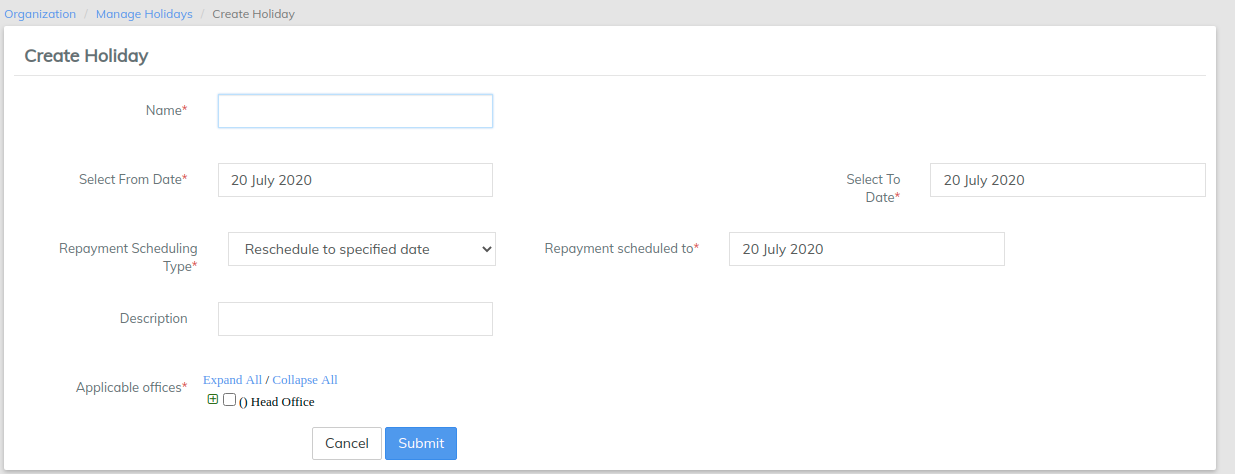 Organization / Manage Holidays / Create Holiday
Create Holiday
Name*
Select From Date* 20 July 2020 Select To
Date* 20 July 2020
Repayment Scheduling
Type* Reschedule to specified date Repayment scheduled to* 20 July 2020
Description
Applicable offices* Expand All / Collapse All
() Head Office
Cancel Submit